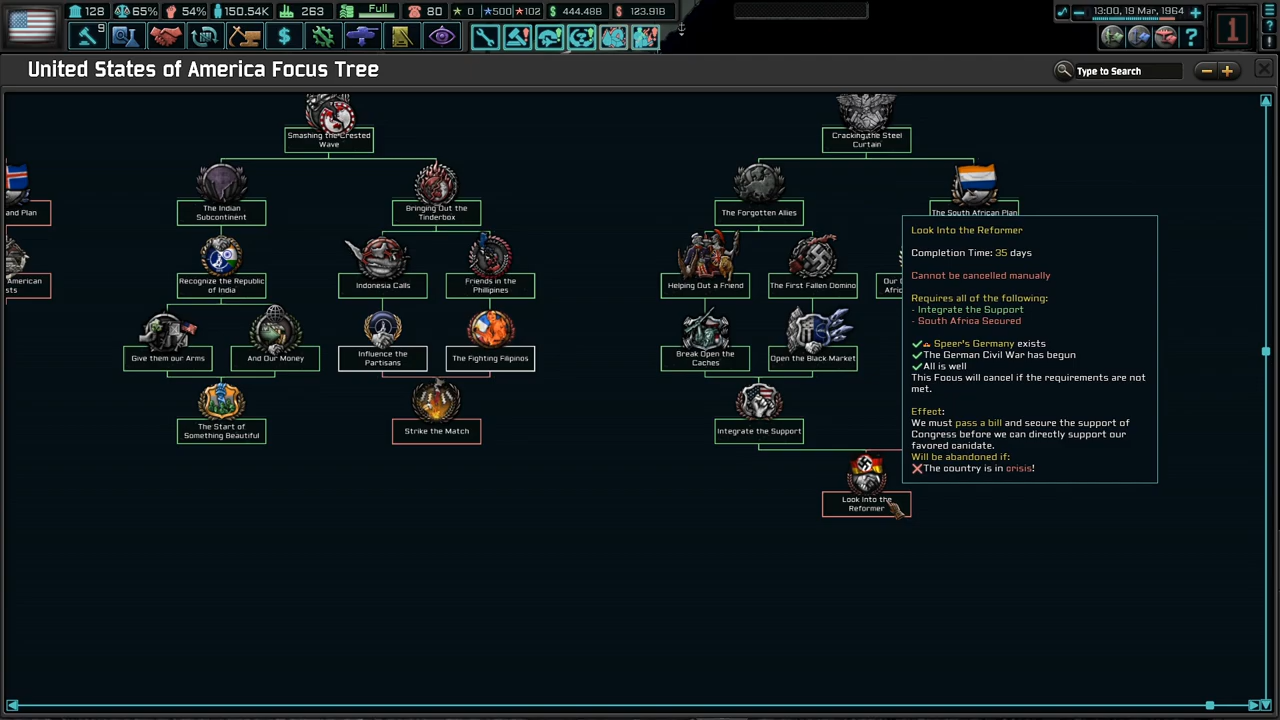 128 65% 54% 150.54K 263 Full 80 0 *500|*102 $ 444.48B $ 123.91B
13:00, 19 Mar, 1964
9
1
United States of America Focus Tree
Type to Search
Smashing the Crested
Wave
Cracking the Steel
Curtain
and Plan
The Indian
Subcontinent
Bringing Out the
Tinderbox
The Forgotten Allies
The South African Plan
American
sts
Recognize the Republic
of India
Indonesia Calls
Friends in the
Philipines
Helping Out a Friend
The First Fallen Domino
Our
Afric
Give them our Arms
And Our Money
Influence the
Partisans
The Fighting Filipinos
Break Open the
Caches
Open the Black Market
The Start of
Something Beautiful
Strike the Match
Integrate the Support
Look Into the
Reformer
Look Into the Reformer
Completion Time: 35 days
Cannot be cancelled manually
Requires all of the following:
- Integrate the Support
- South Africa Secured
Speer's Germany exists
The German Civil War has begun
All is well
This Focus will cancel if the requirements are not
met.
Effect:
We must pass a bill and secure the support of
Congress before we can directly support our
favored canidate.
Will be abandoned if:
The country is in crisis!